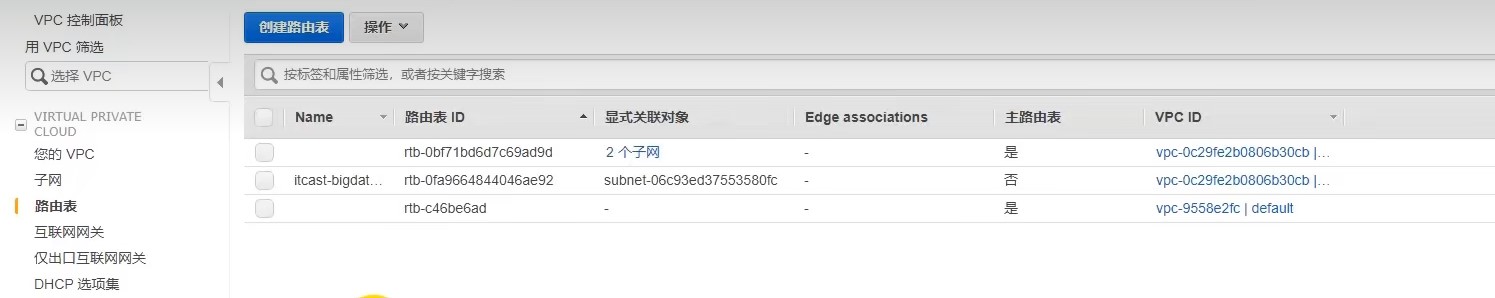 VPC 控制面板
用 VPC 筛选
选择 VPC
VIRTUAL PRIVATE
CLOUD
您的 VPC
子网
路由表
互联网网关
仅出口互联网网关
DHCP 选项集
创建路由表 操作
按标签和属性筛选，或者按关键字搜索
Name 路由表 ID 显式关联对象 Edge associations 主路由表 VPC ID
rtb-0bf71bd6d7c69ad9d 2 个子网 - 是 vpc-0c29fe2b0806b30cb |...
itcast-bigdat... rtb-0fa9664844046ae92 subnet-06c93ed37553580fc - 否 vpc-0c29fe2b0806b30cb |...
rtb-c46be6ad - - 是 vpc-9558e2fc | default